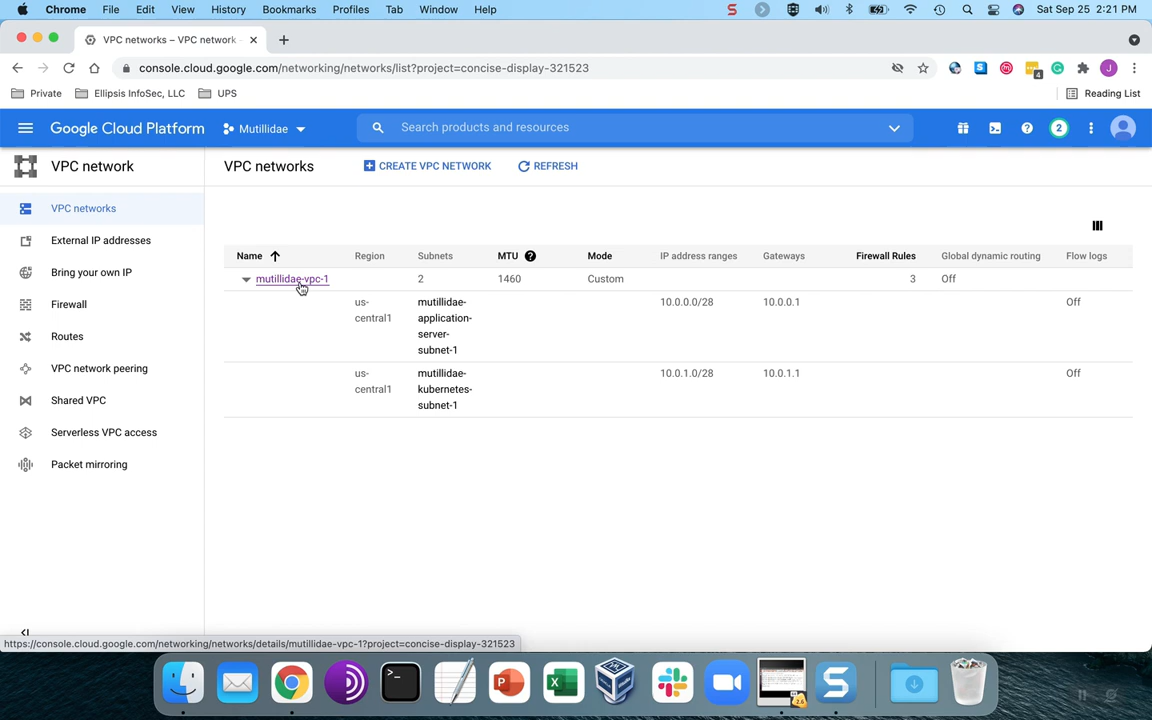 Chrome File Edit View History Bookmarks Profiles Tab Window Help Sat Sep 25 2:21 PM
VPC networks – VPC network -
console.cloud.google.com/networking/networks/list?project=concise-display-321523 4 J
Private Ellipsis InfoSec, LLC UPS Reading List
Google Cloud Platform Mutillidae Search products and resources 2
VPC network VPC networks CREATE VPC NETWORK REFRESH
VPC networks
External IP addresses
Bring your own IP
Firewall
Routes
VPC network peering
Shared VPC
Serverless VPC access
Packet mirroring
Name Region Subnets MTU Mode IP address ranges Gateways Firewall Rules Global dynamic routing Flow logs
mutillidae-vpc-1 2 1460 Custom 3 Off
us- mutillidae- 10.0.0.0/28 10.0.0.1 Off
central1 application-
server-
subnet-1
us- mutillidae- 10.0.1.0/28 10.0.1.1 Off
central1 kubernetes-
subnet-1
https://console.cloud.google.com/networking/networks/details/mutillidae-vpc-1?project=concise-display-321523